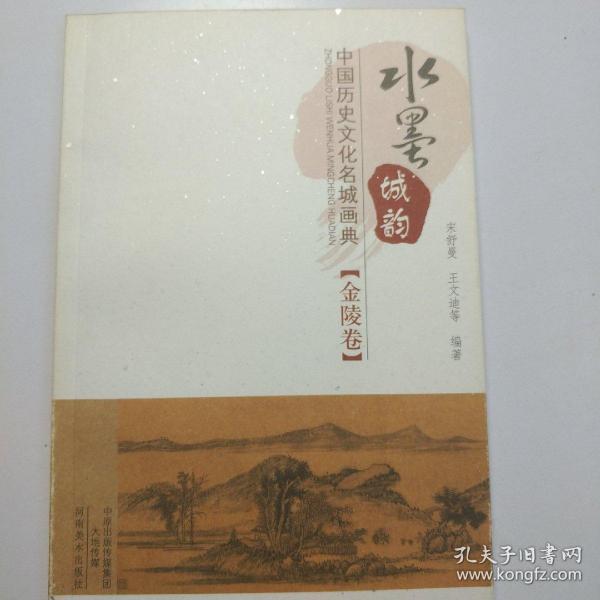 水墨
城韵
中国历史文化名城画典
ZHONGGUO LISHI WENHUA MINGCHENG HUADIAN
【金陵卷】
宋舒曼 王文迪等 编著
中原出版传媒集团
大地传媒
河南美术出版社
孔夫子旧书网
www.kongfz.com